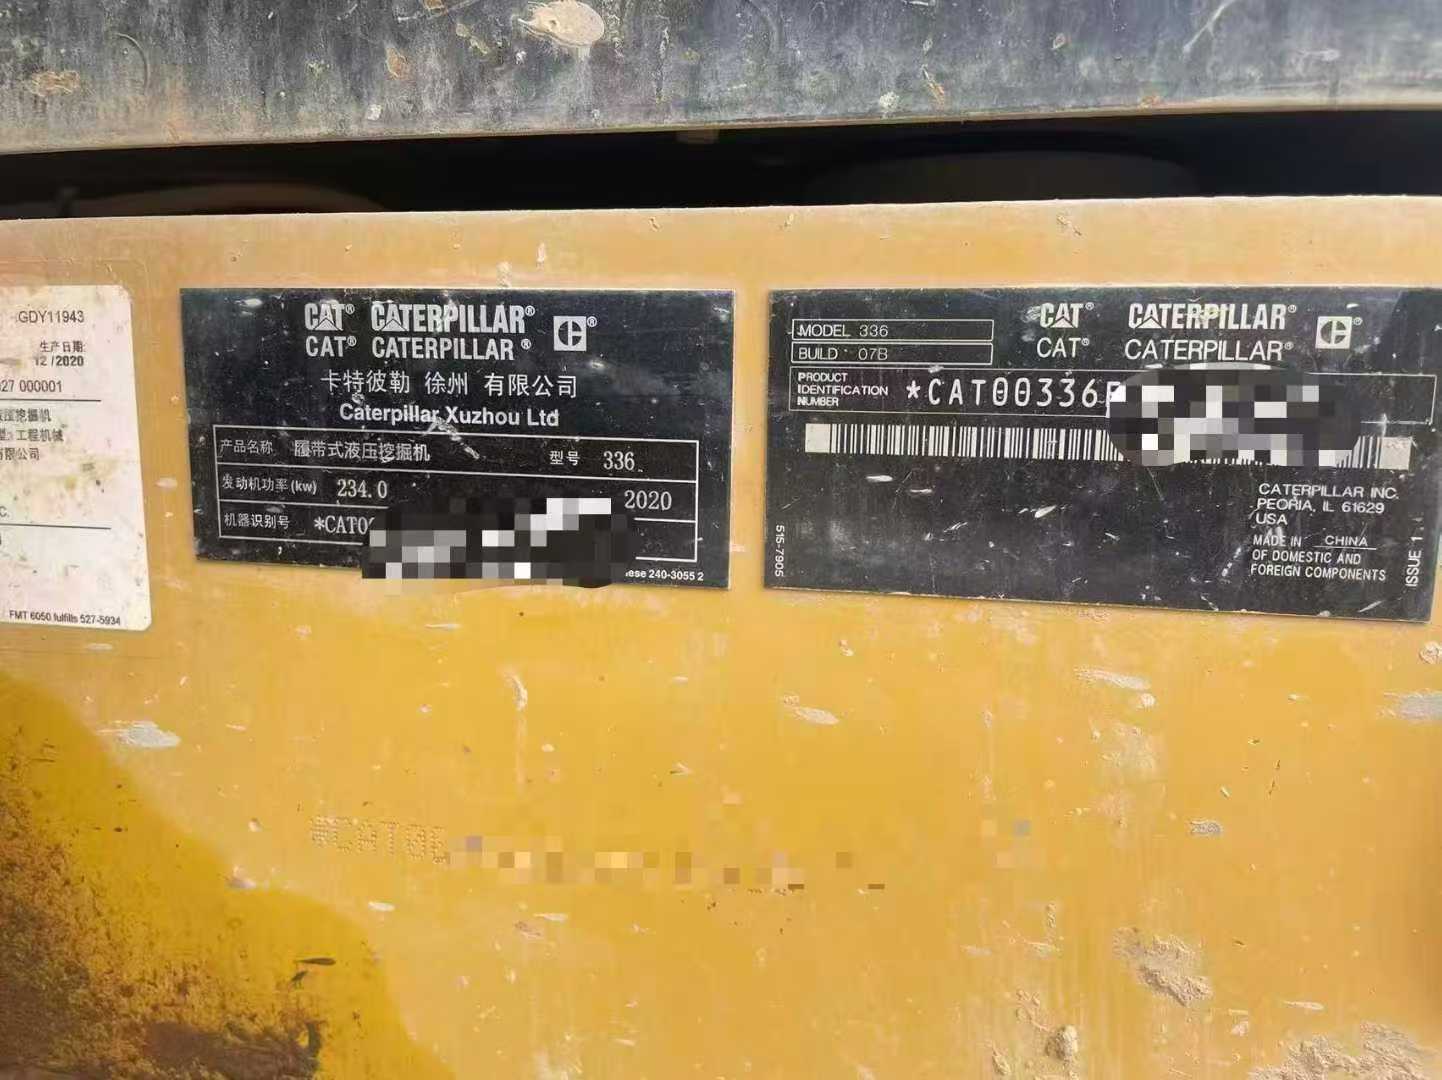 GDY11943
生产日期:
12/2020
27 000001
挖掘机
工程机械
有限公司
C.
FMT 6050 fulfills 527-5934
CAT® CATERPILLAR®
CAT® CATERPILLAR®
卡特彼勒 徐州 有限公司
Caterpillar Xuzhou Ltd
产品名称 履带式液压挖掘机 型号 336
发动机功率(kw) 234.0 2020
机器识别号 *CAT0
ese 240-3055 2
MODEL 336
BUILD 07B
CAT® CATERPILLAR®
CAT® CATERPILLAR®
PRODUCT
IDENTIFICATION
NUMBER
*CAT00336
CATERPILLAR INC.
PEORIA, IL 61629
USA
MADE IN CHINA
OF DOMESTIC AND
FOREIGN COMPONENTS
515-7905
ISSUE 1
*CAT00